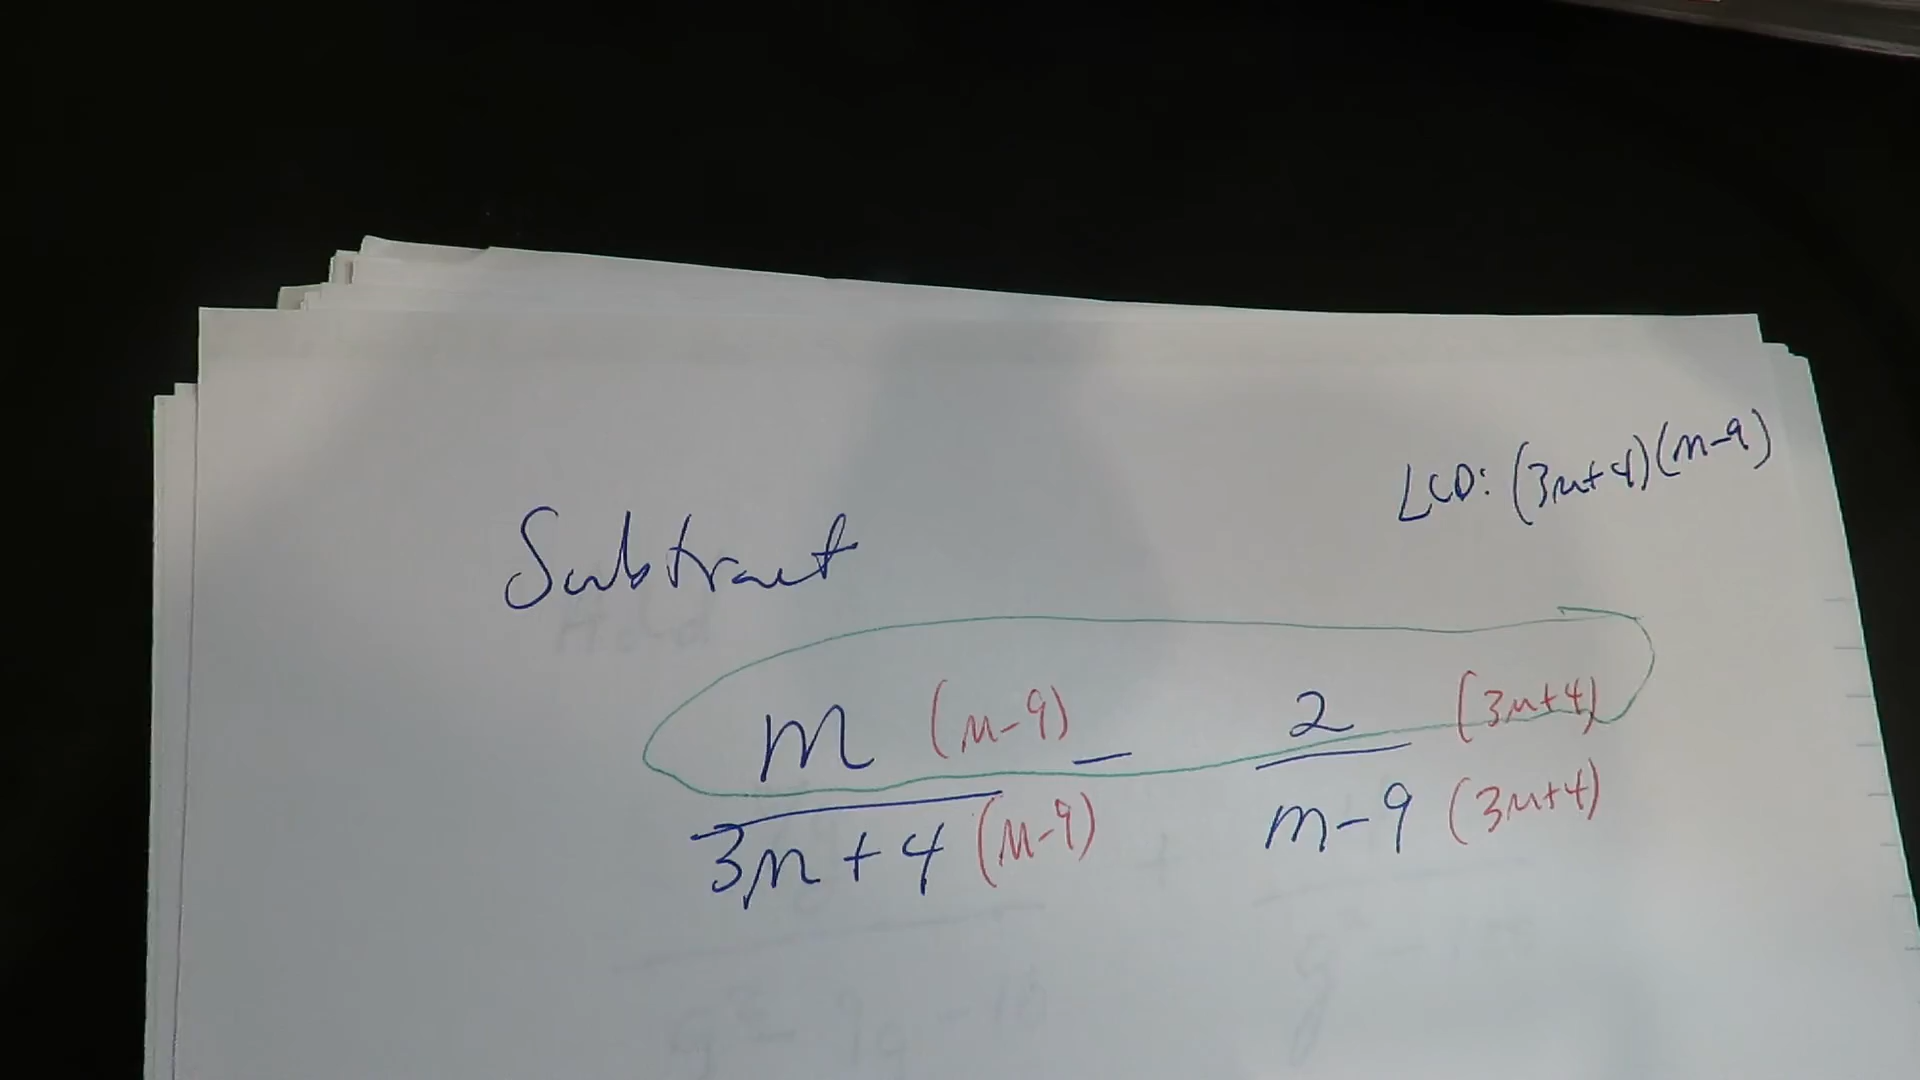 LCD: (3m+4)(m-9)
Subtract
m (m-9) - 2 (3m+4)
3m+4 (m-9) m-9 (3m+4)